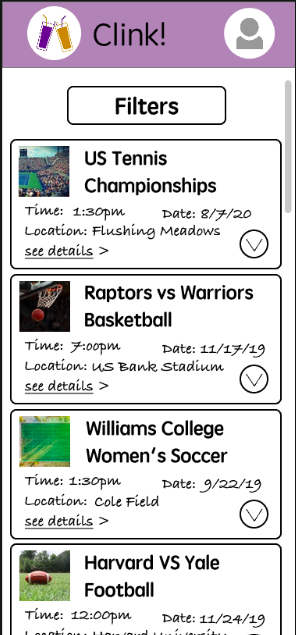 Clink!
Filters
US Tennis
Championships
Time: 1:30pm Date: 8/7/20
Location: Flushing Meadows
see details >
Raptors vs Warriors
Basketball
Time: 7:00pm Date: 11/17/19
Location: US Bank Stadium
see details >
Williams College
Women's Soccer
Time: 1:30pm Date: 9/22/19
Location: Cole Field
see details >
Harvard VS Yale
Football
Time: 12:00pm Date: 11/24/19
Location: Harvard University